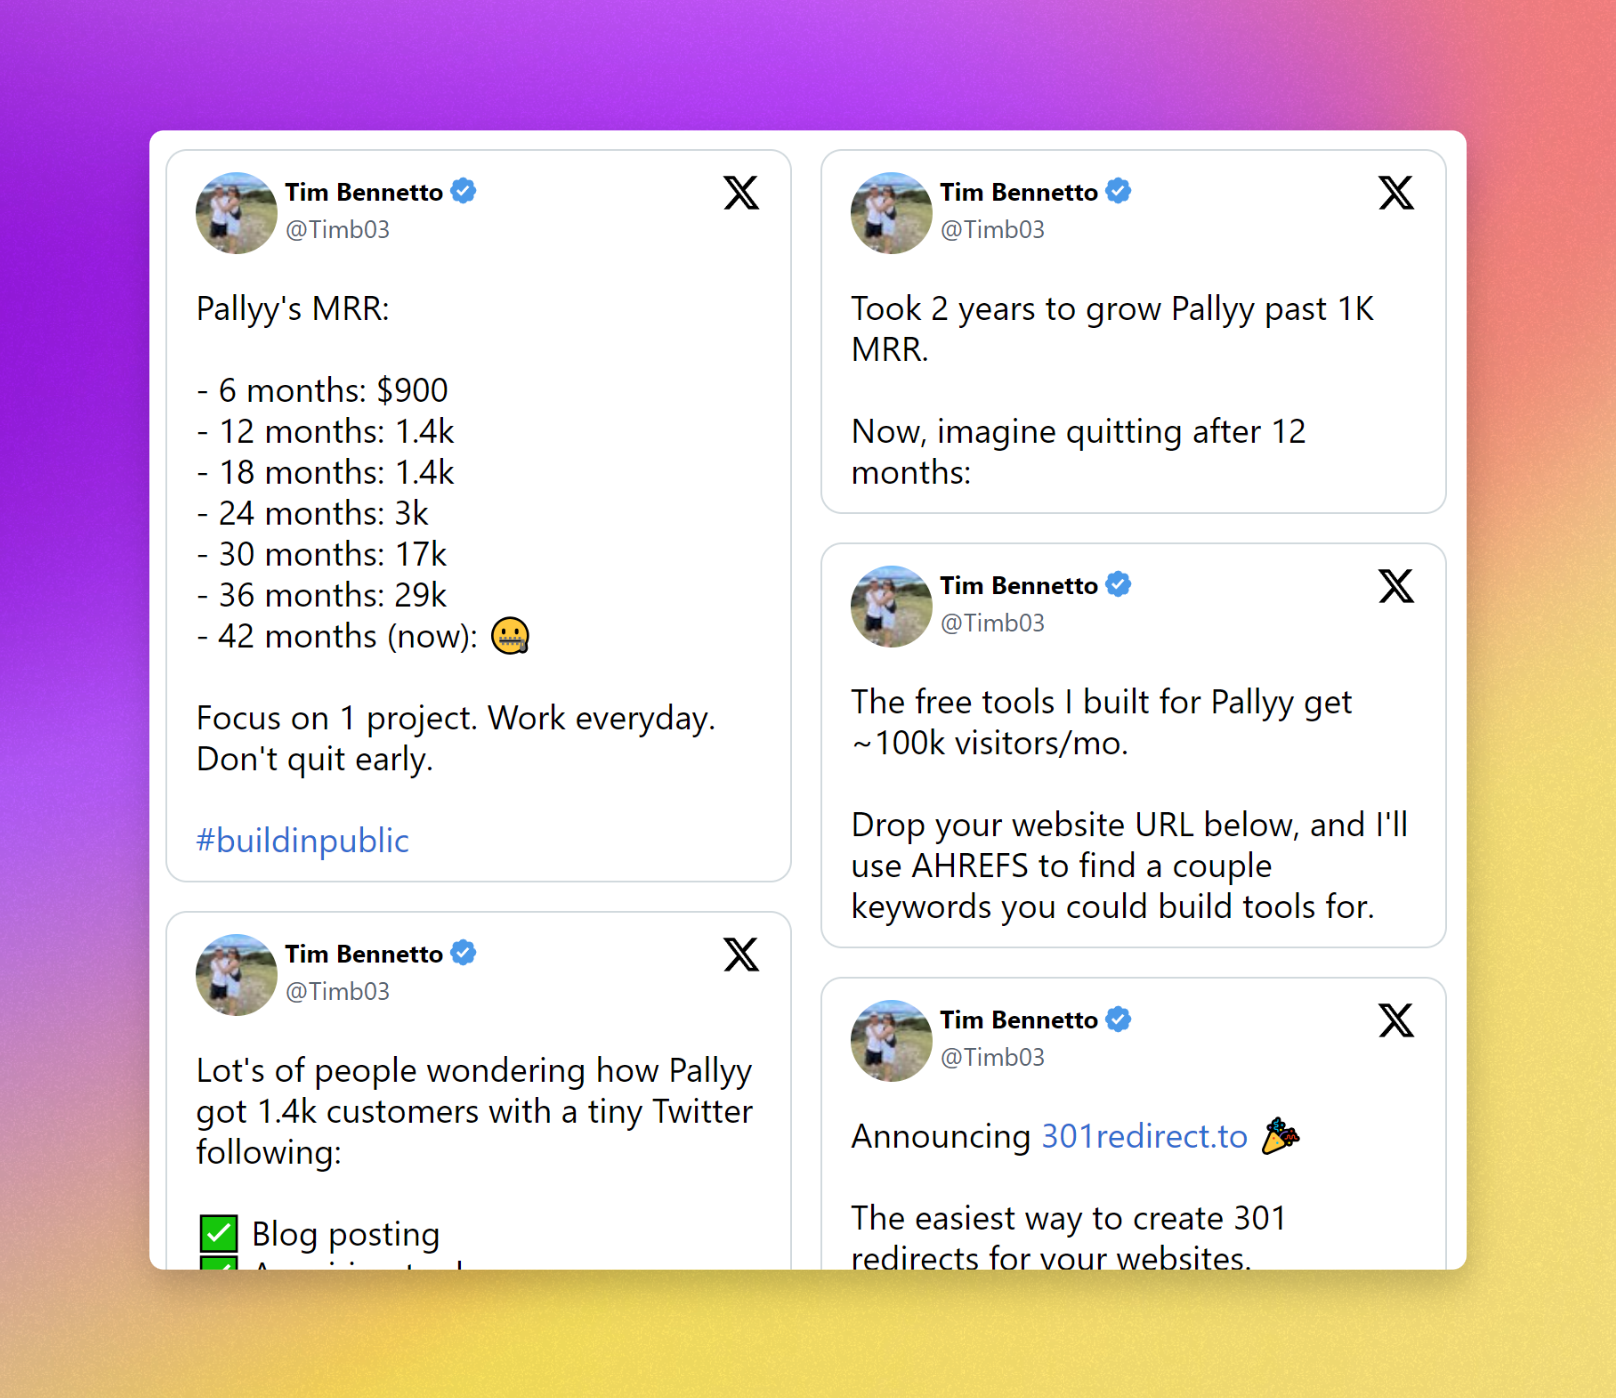 Tim Bennetto
@Timb03
Pallyy's MRR:
- 6 months: $900
- 12 months: 1.4k
- 18 months: 1.4k
- 24 months: 3k
- 30 months: 17k
- 36 months: 29k
- 42 months (now): 🤐
Focus on 1 project. Work everyday.
Don't quit early.
#buildinpublic
Tim Bennetto
@Timb03
Lot's of people wondering how Pallyy
got 1.4k customers with a tiny Twitter
following:
✅ Blog posting
Tim Bennetto
@Timb03
Took 2 years to grow Pallyy past 1K
MRR.
Now, imagine quitting after 12
months:
Tim Bennetto
@Timb03
The free tools I built for Pallyy get
~100k visitors/mo.
Drop your website URL below, and I'll
use AHREFS to find a couple
keywords you could build tools for.
Tim Bennetto
@Timb03
Announcing 301redirect.to 🎉
The easiest way to create 301
redirects for your websites.